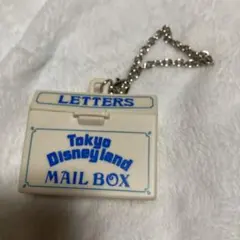 LETTERS
Tokyo
Disneyland
MAIL BOX